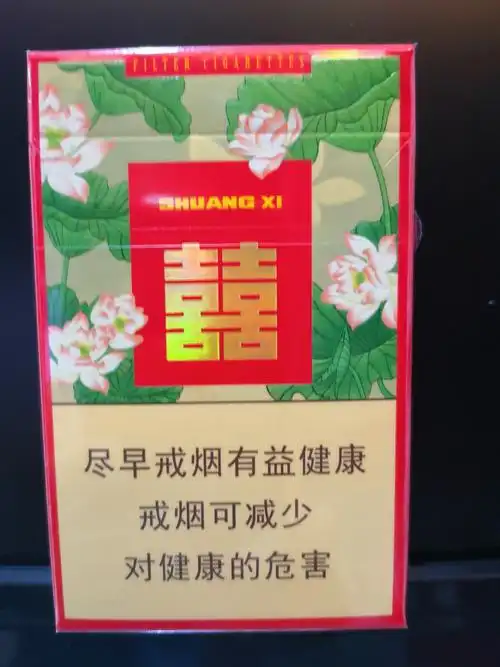 FILTER CIGARETTES
SHUANG XI
囍
尽早戒烟有益健康
戒烟可减少
对健康的危害